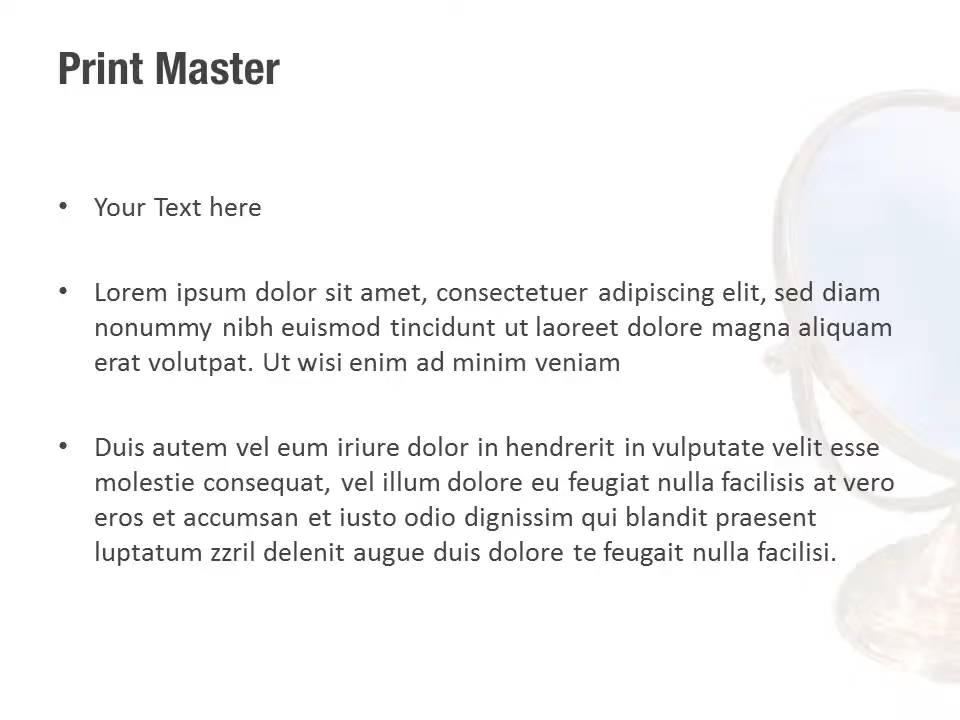 Print Master
• Your Text here
• Lorem ipsum dolor sit amet, consectetuer adipiscing elit, sed diam
nonummy nibh euismod tincidunt ut laoreet dolore magna aliquam
erat volutpat. Ut wisi enim ad minim veniam
• Duis autem vel eum iriure dolor in hendrerit in vulputate velit esse
molestie consequat, vel illum dolore eu feugiat nulla facilisis at vero
eros et accumsan et iusto odio dignissim qui blandit praesent
luptatum zzril delenit augue duis dolore te feugait nulla facilisi.